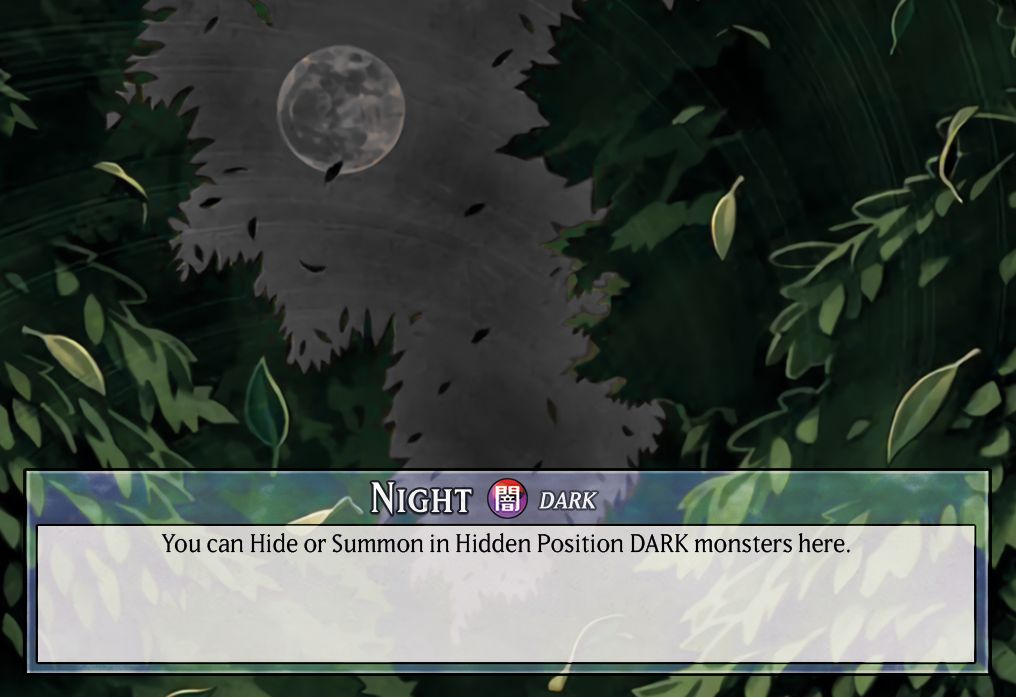 Night 闇 DARK
You can Hide or Summon in Hidden Position DARK monsters here.